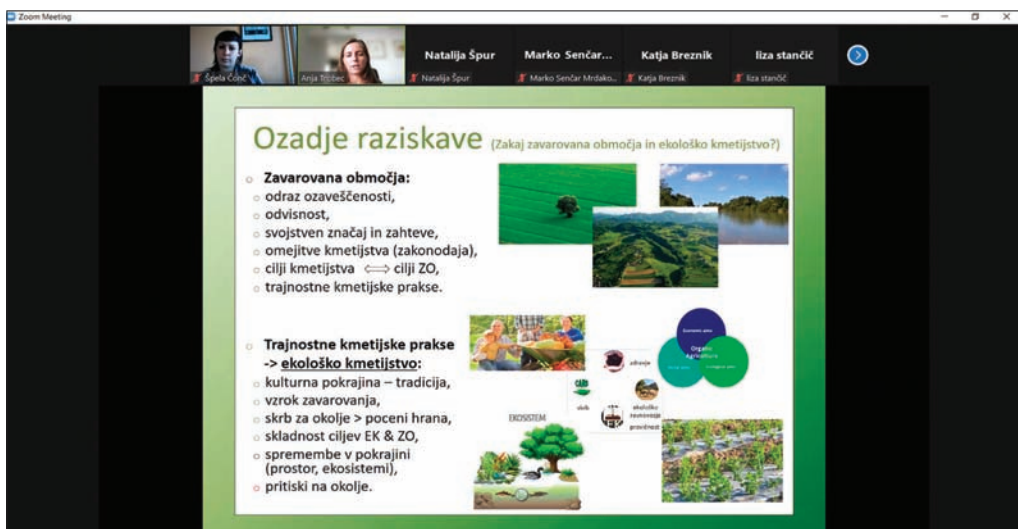 Zoom Meeting
Natalija Špur
Marko Senčar...
Katja Breznik
liza stančič
Špela Čonč
Anja Trobec
Natalija Špur
Marko Senčar Mrdako...
Katja Breznik
liza stančič
Ozadje raziskave (Zakaj zavarovana območja in ekološko kmetijstvo?)
Zavarovana območja:
odraz ozaveščenosti,
odvisnost,
svojstven značaj in zahteve,
omejitve kmetijstva (zakonodaja),
cilji kmetijstva ⟺ cilji ZO,
trajnostne kmetijske prakse.
Trajnostne kmetijske prakse
-> ekološko kmetijstvo:
kulturna pokrajina – tradicija,
vzrok zavarovanja,
skrb za okolje > poceni hrana,
skladnost ciljev EK & ZO,
spremembe v pokrajini
(prostor, ekosistemi),
pritiski na okolje.
Organic
Agriculture
zdravje
skrb
ekološko
ravnovesje
pravičnost
EKOSISTEM